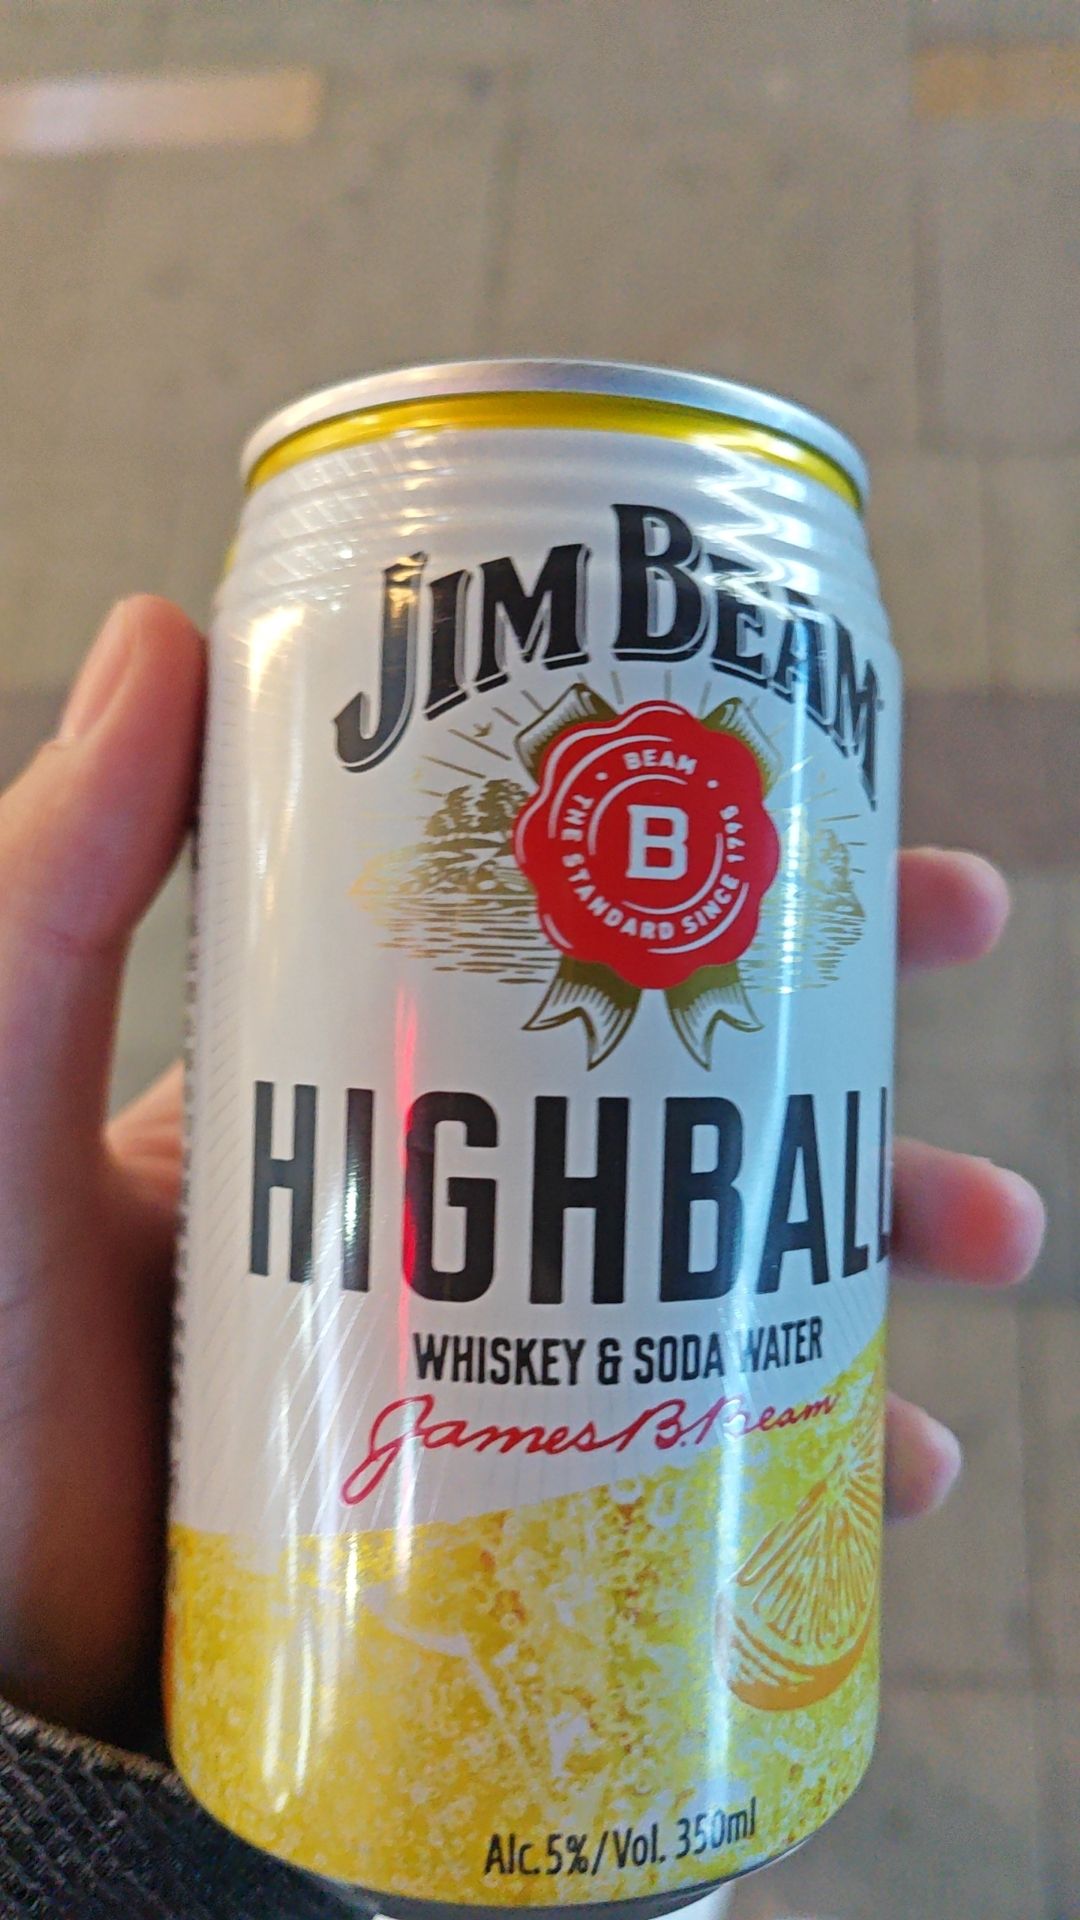 JIM BEAM
BEAM
B
THE STANDARD SINCE 1795
HIGHBALL
WHISKEY & SODA WATER
James B. Beam
Alc.5%/Vol. 350ml